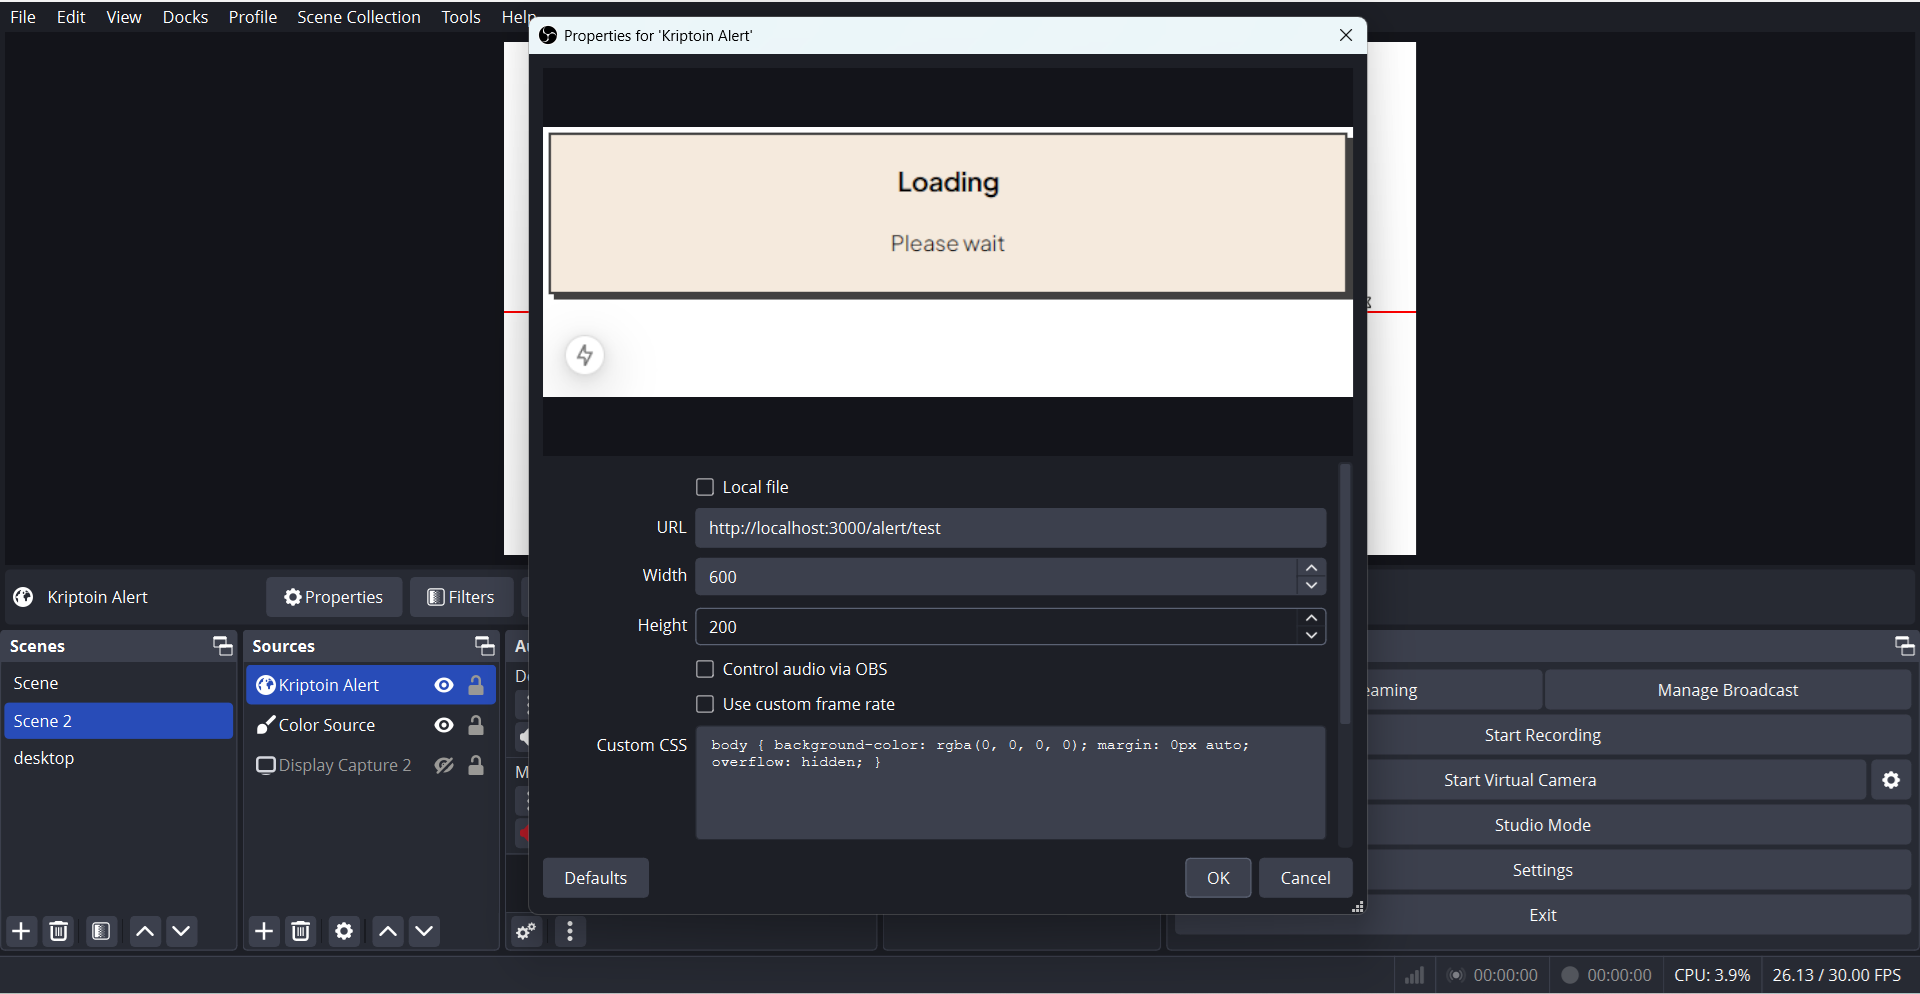 File Edit View Docks Profile Scene Collection Tools Help
Properties for 'Kriptoin Alert'
Loading
Please wait
Local file
URL http://localhost:3000/alert/test
Width 600
Height 200
Control audio via OBS
Use custom frame rate
Custom CSS
body { background-color: rgba(0, 0, 0, 0); margin: 0px auto;
overflow: hidden; }
Defaults OK Cancel
Kriptoin Alert Properties Filters
Scenes
Scene
Scene 2
desktop
Sources
Kriptoin Alert
Color Source
Display Capture 2
eaming
Manage Broadcast
Start Recording
Start Virtual Camera
Studio Mode
Settings
Exit
00:00:00 00:00:00 CPU: 3.9% 26.13 / 30.00 FPS